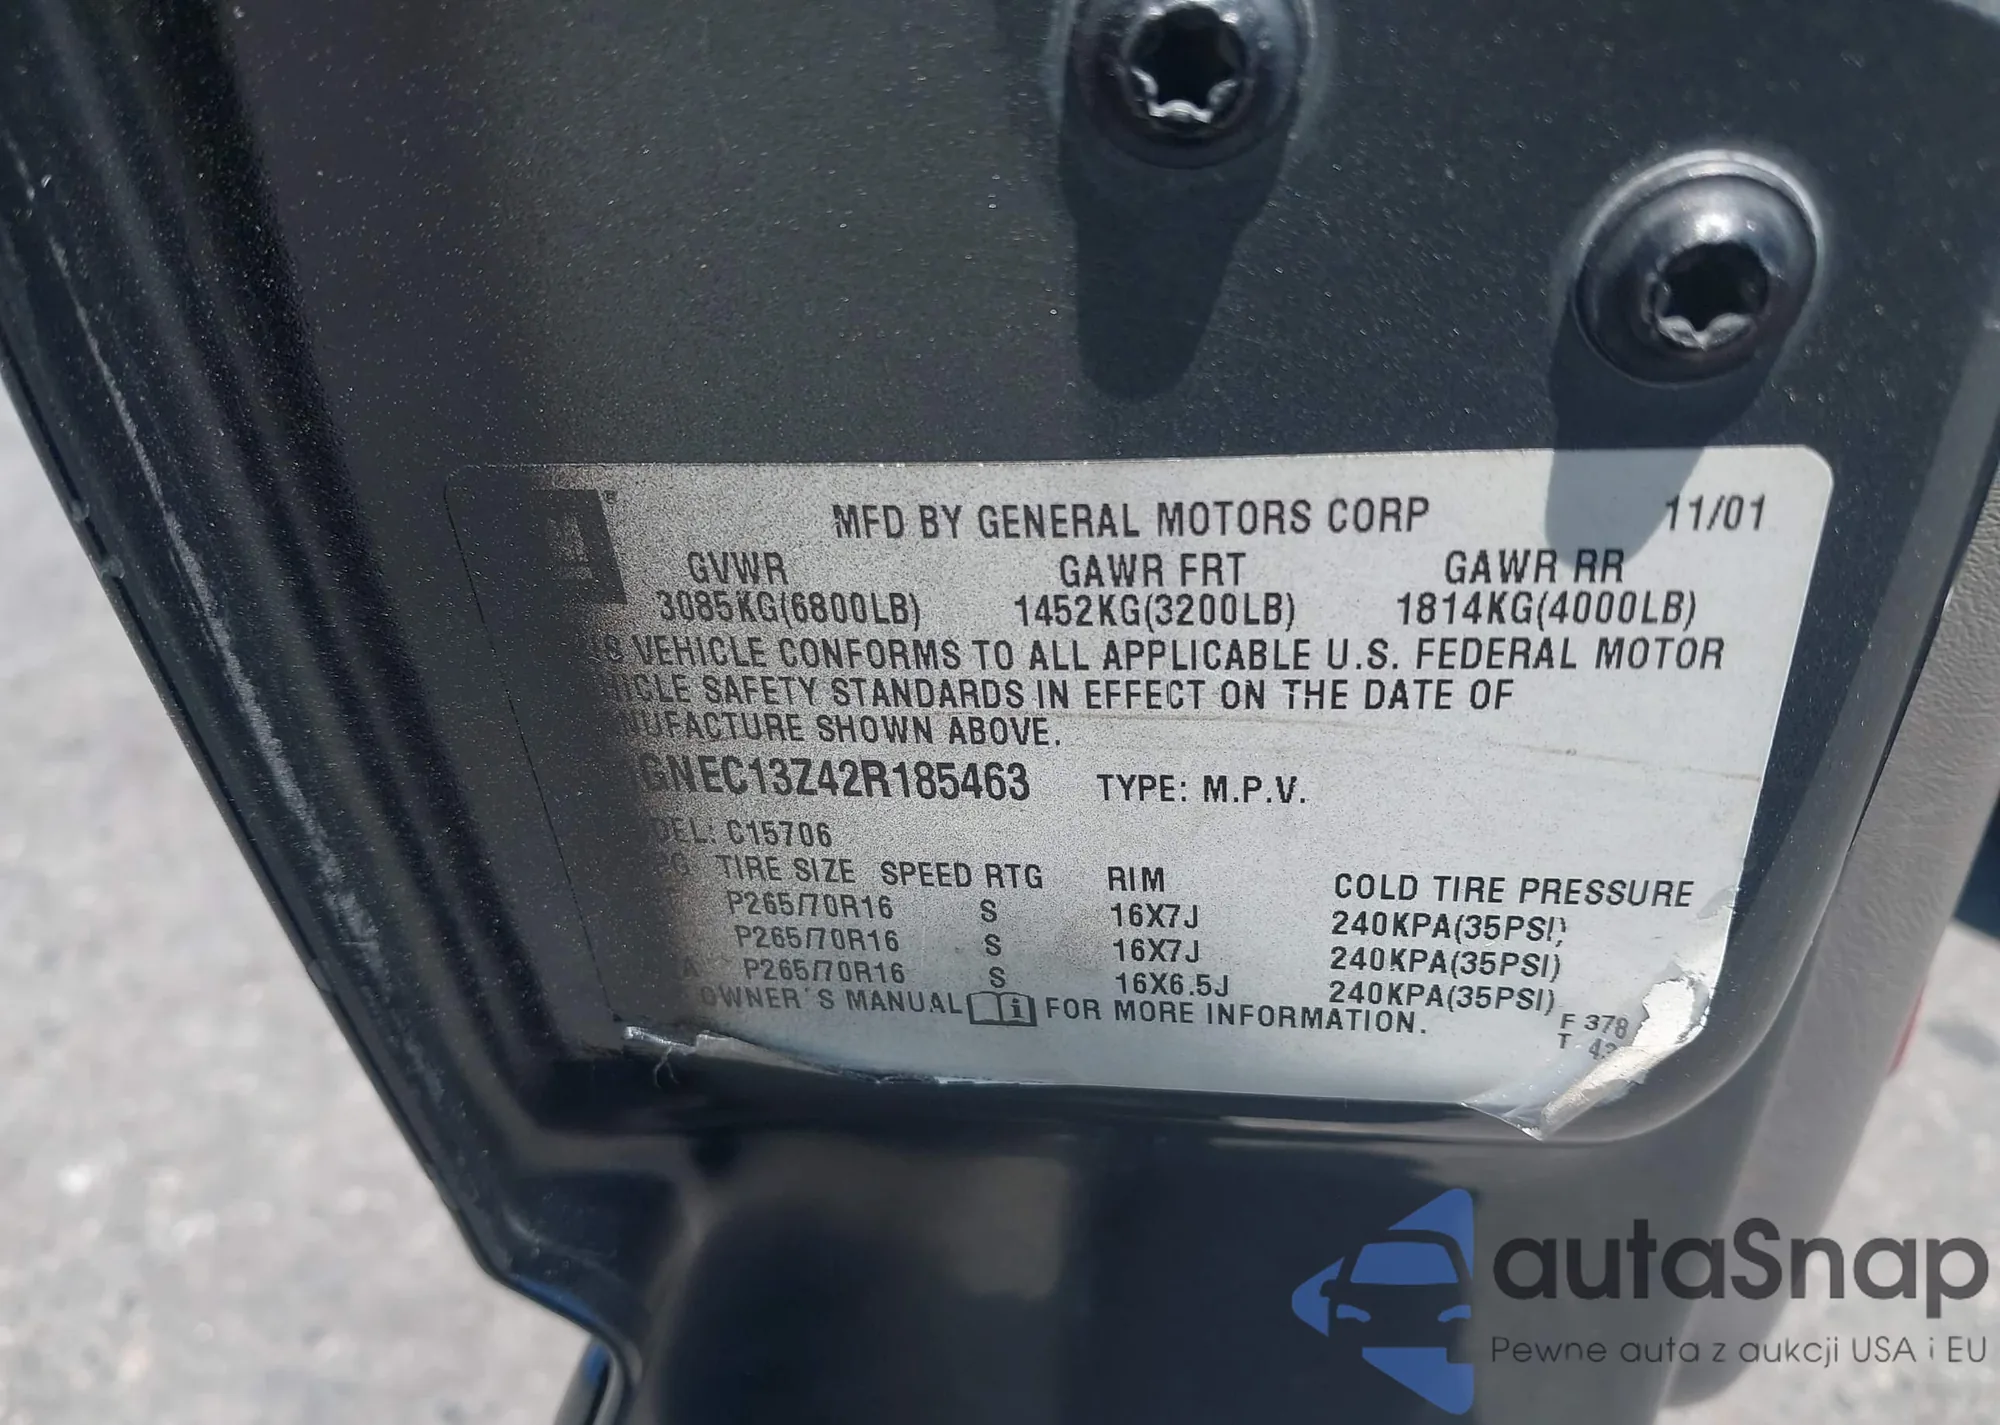 MFD BY GENERAL MOTORS CORP 11/01
GVWR GAWR FRT GAWR RR
3085KG(6800LB) 1452KG(3200LB) 1814KG(4000LB)
VEHICLE CONFORMS TO ALL APPLICABLE U.S. FEDERAL MOTOR
SAFETY STANDARDS IN EFFECT ON THE DATE OF
SHOWN ABOVE.
GNEC13Z42R185463 TYPE: M.P.V.
C15706
TIRE SIZE SPEED RTG RIM COLD TIRE PRESSURE
P265/70R16 S 16X7J 240KPA(35PSI)
P265/70R16 S 16X7J 240KPA(35PSI)
P265/70R16 S 16X6.5J 240KPA(35PSI)
OWNER'S MANUAL i FOR MORE INFORMATION.
F 378
T
autaSnap
Pewne auta z aukcji USA i EU